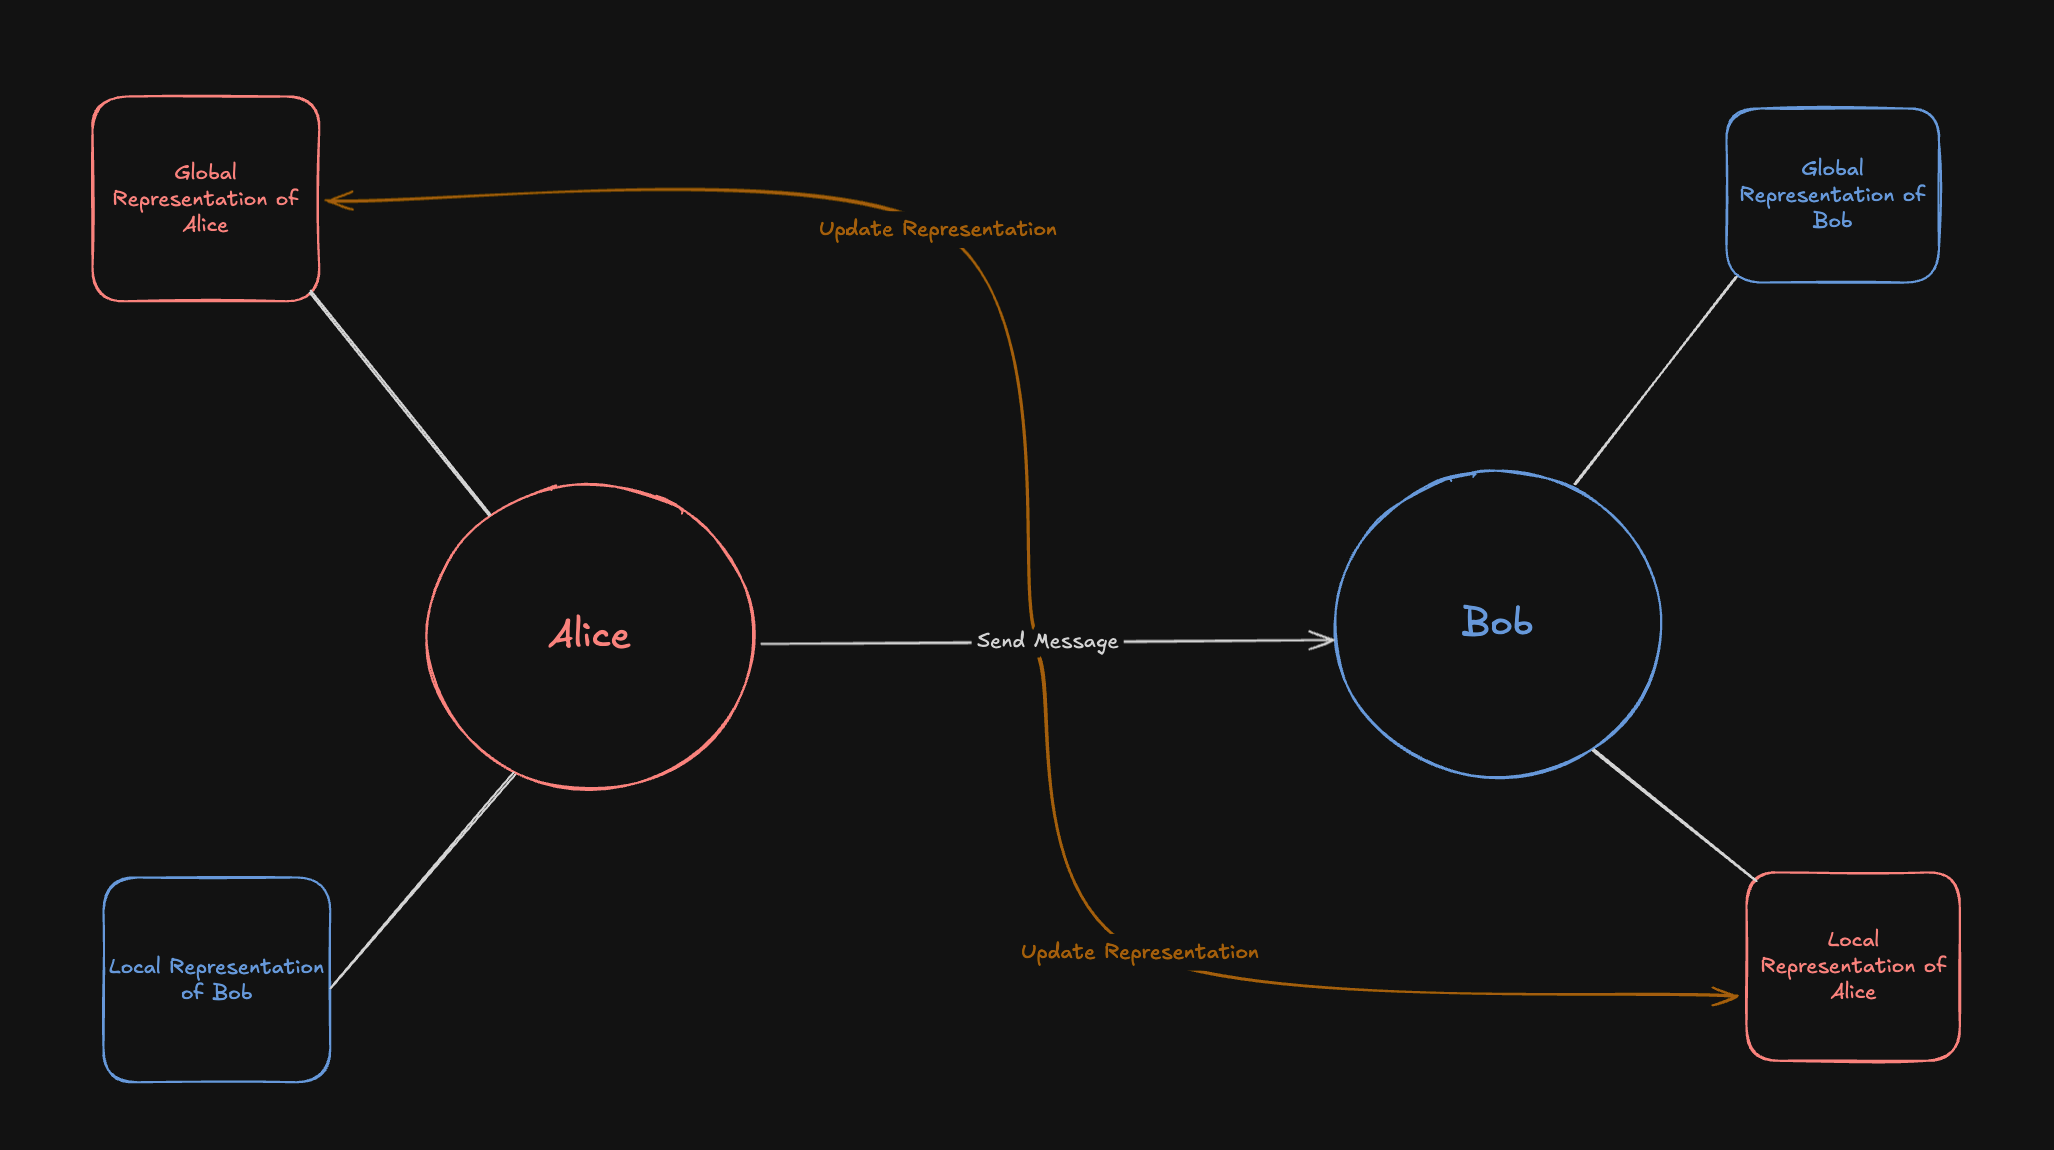 Global
Representation of
Alice
Global
Representation of
Bob
Update Representation
Alice
Send Message
Bob
Update Representation
Local Representation
of Bob
Local
Representation of
Alice